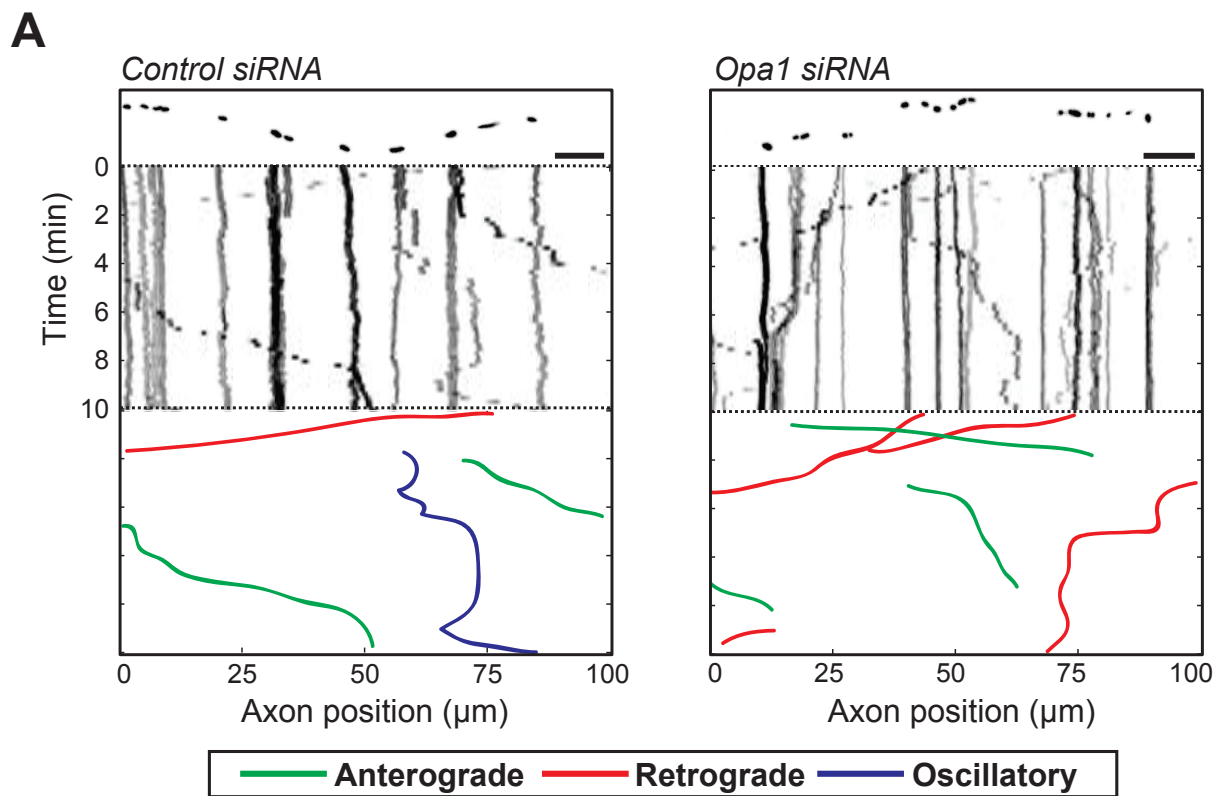 A
Control siRNA
Opa1 siRNA
Time (min)
0
2
4
6
8
10
0 25 50 75 100
0 25 50 75 100
Axon position (µm)
Axon position (µm)
Anterograde Retrograde Oscillatory